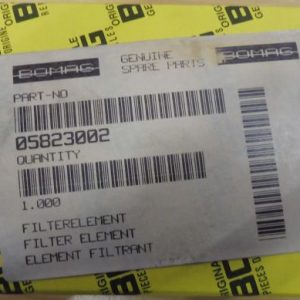 BOMAG
GENUINE
SPARE PARTS
BOMAG
PART-NO
05823002
QUANTITY
1.000
FILTERELEMENT
FILTER ELEMENT
ELEMENT FILTRANT